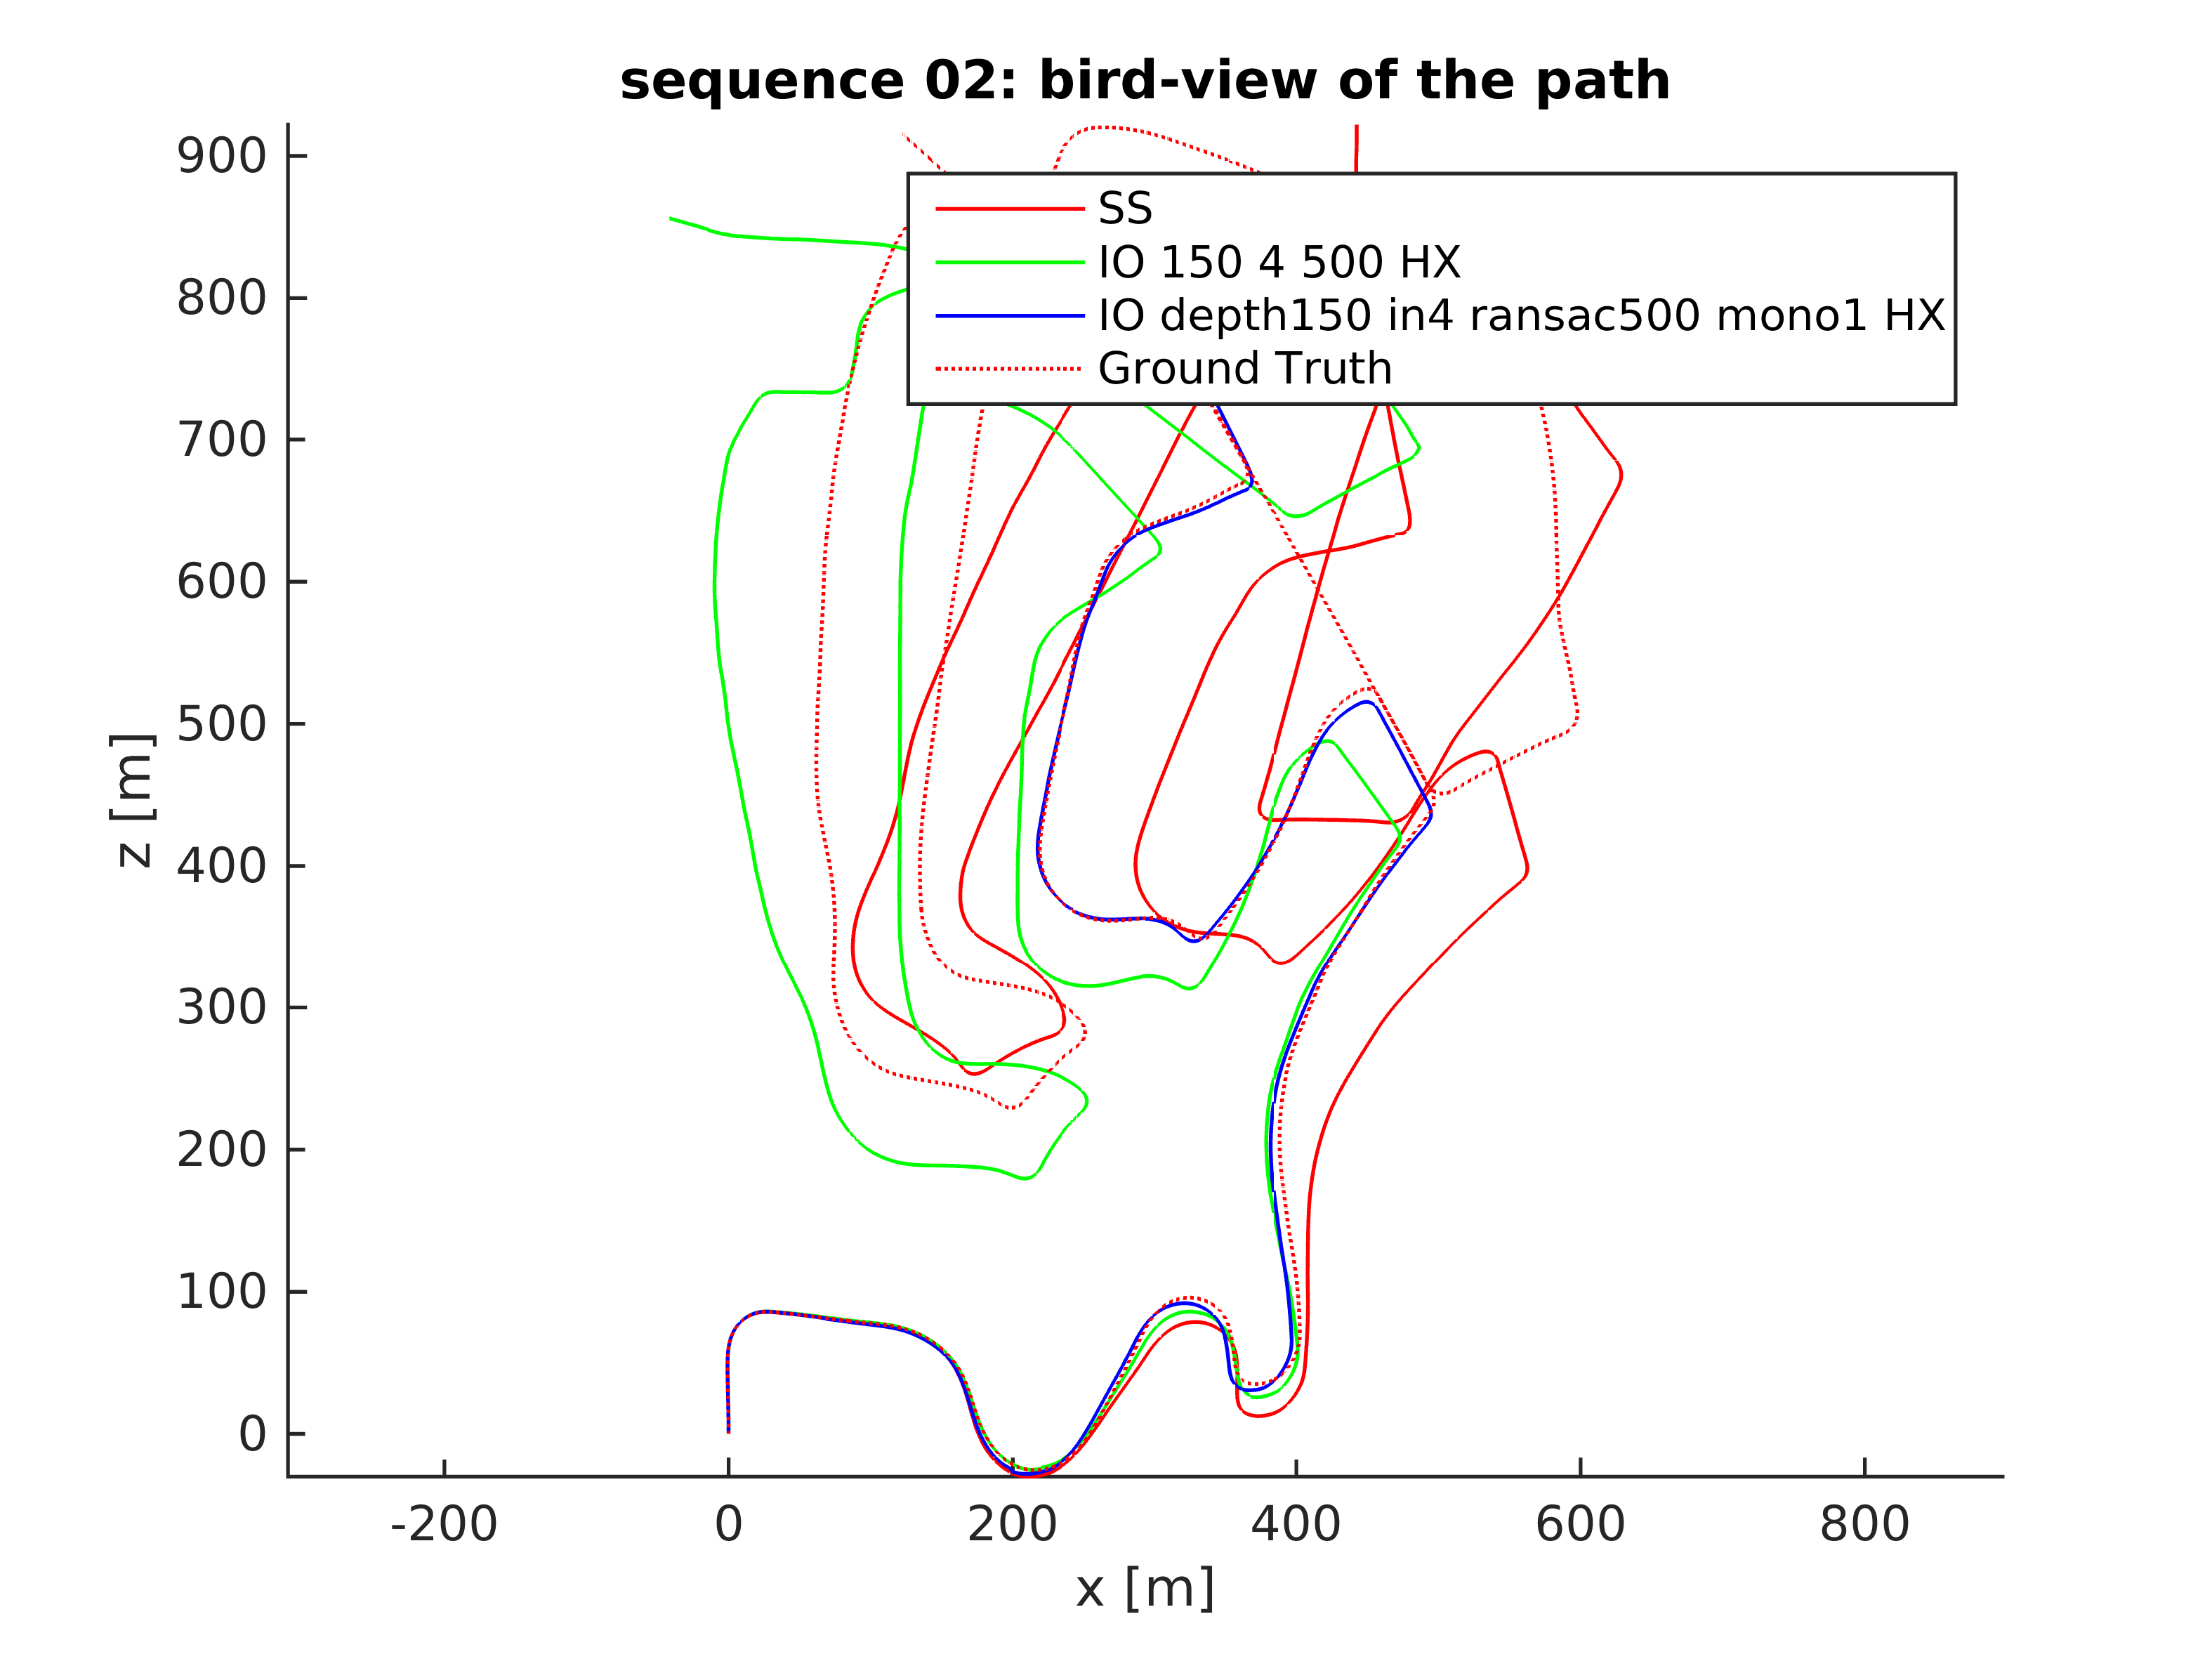 sequence 02: bird-view of the path
900
800
700
600
500
400
300
200
100
0
z [m]
SS
IO 150 4 500 HX
IO depth150 in4 ransac500 mono1 HX
Ground Truth
-200 0 200 400 600 800
x [m]